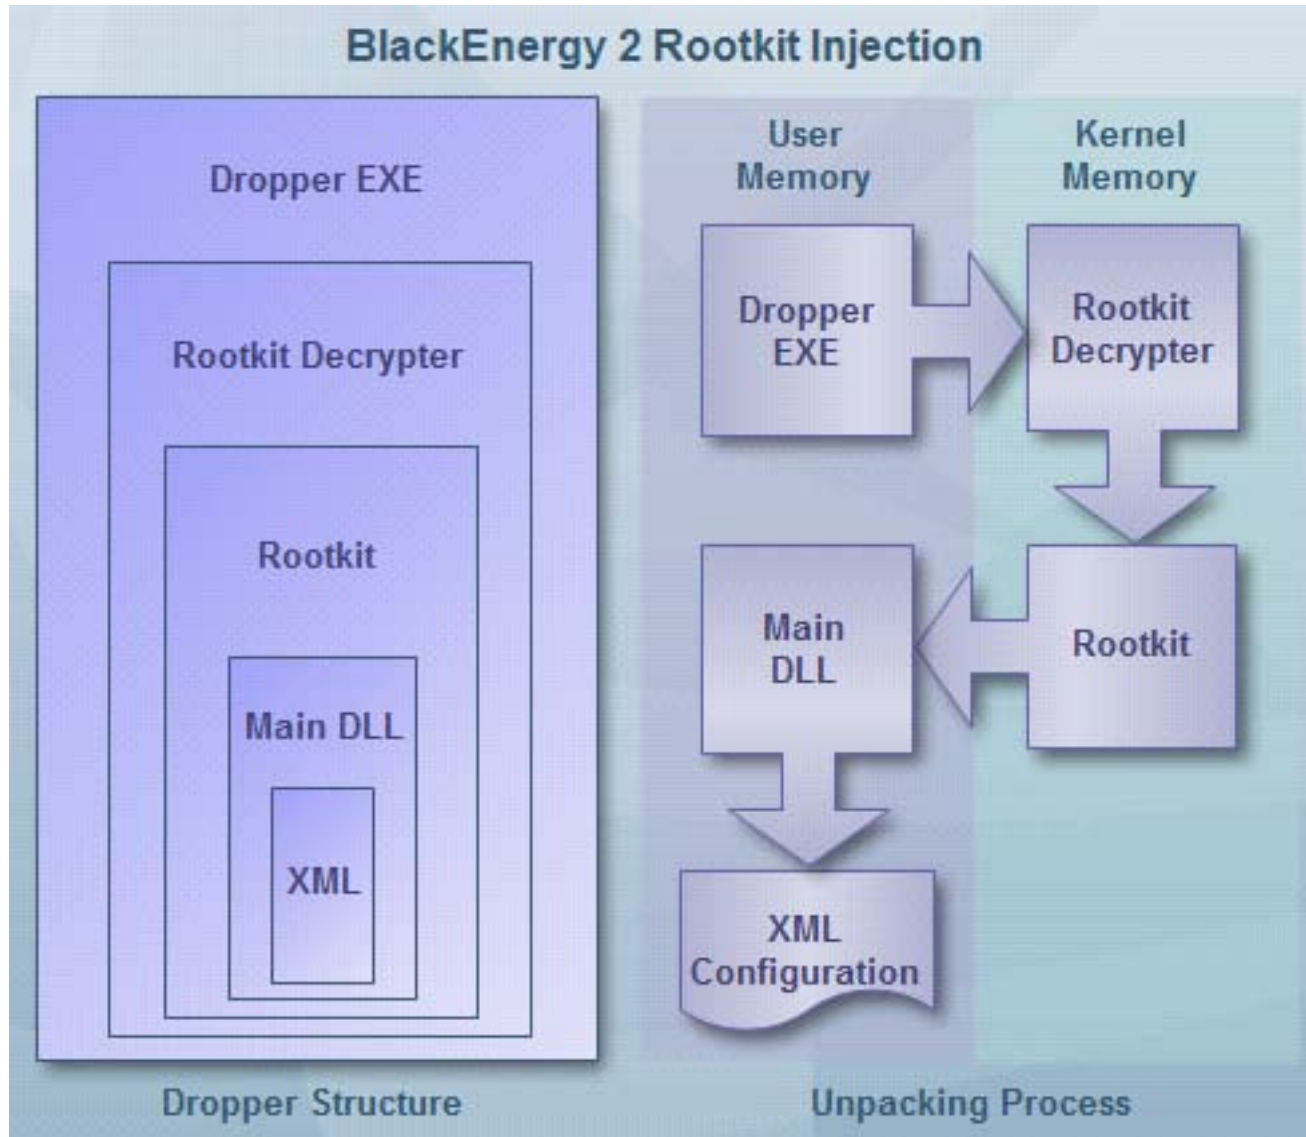 BlackEnergy 2 Rootkit Injection
Dropper EXE
Rootkit Decrypter
Rootkit
Main DLL
XML
Dropper Structure
User
Memory
Kernel
Memory
Dropper
EXE
Rootkit
Decrypter
Main
DLL
Rootkit
XML
Configuration
Unpacking Process